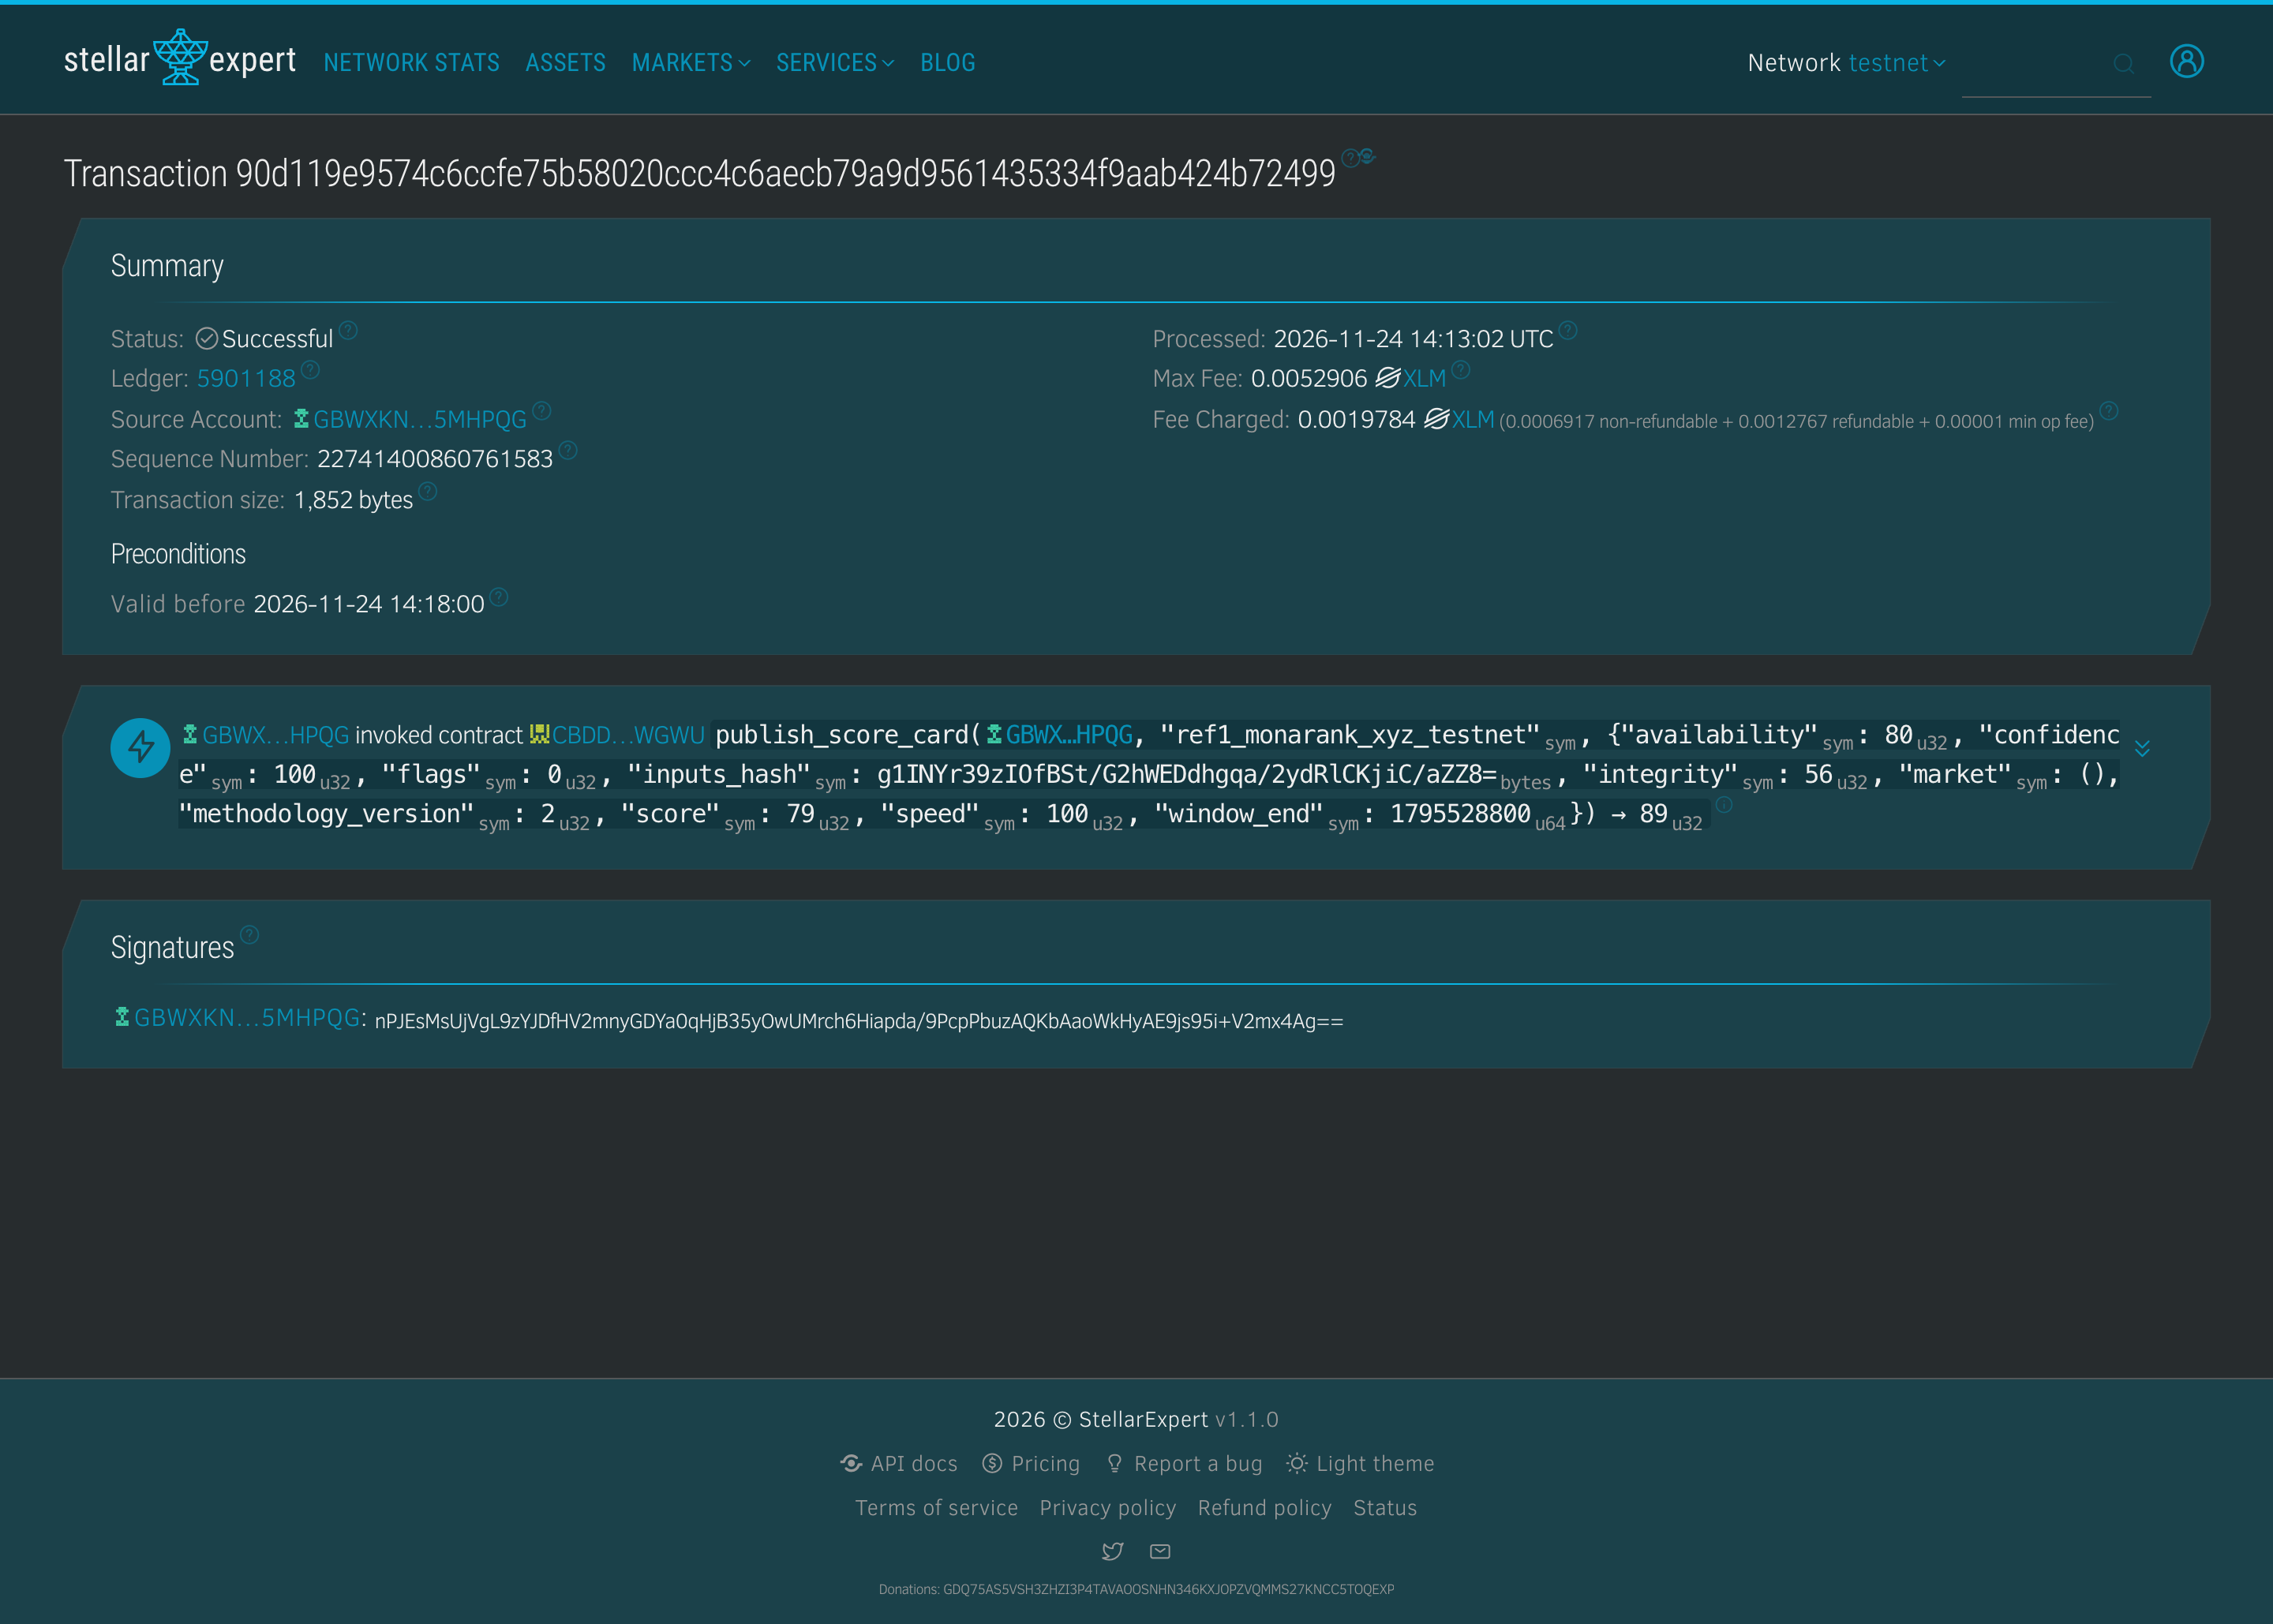 stellar expert NETWORK STATS ASSETS MARKETS SERVICES BLOG Network testnet
Transaction 90d119e9574c6ccfe75b58020ccc4c6aecb79a9d9561435334f9aab424b72499
Summary
Status: Successful
Ledger: 5901188
Source Account: GBWXKN…5MHPQG
Sequence Number: 22741400860761583
Transaction size: 1,852 bytes
Processed: 2026-11-24 14:13:02 UTC
Max Fee: 0.0052906 XLM
Fee Charged: 0.0019784 XLM (0.0006917 non-refundable + 0.0012767 refundable + 0.00001 min op fee)
Preconditions
Valid before 2026-11-24 14:18:00
GBWX…HPQG invoked contract CBDD…WGWU publish_score_card(GBWX…HPQG, "ref1_monarank_xyz_testnet"sym, {"availability"sym: 80u32, "confidenc
e"sym: 100u32, "flags"sym: 0u32, "inputs_hash"sym: g1INYr39zIOfBSt/G2hWEDdhgqa/2ydRlCKjiC/aZZ8=bytes, "integrity"sym: 56u32, "market"sym: (),
"methodology_version"sym: 2u32, "score"sym: 79u32, "speed"sym: 100u32, "window_end"sym: 1795528800u64}) → 89u32
Signatures
GBWXKN…5MHPQG: nPJEsMsUjVgL9zYJDfHV2mnyGDYa0qHjB35yOwUMrch6Hiapda/9PcpPbuzAQKbAaoWkHyAE9js95i+V2mx4Ag==
2026 © StellarExpert v1.1.0
API docs Pricing Report a bug Light theme
Terms of service Privacy policy Refund policy Status
Donations: GDQ75AS5VSH3ZHZI3P4TAVAOOSNHN346KXJOPZVQMMS27KNCC5TOQEXP